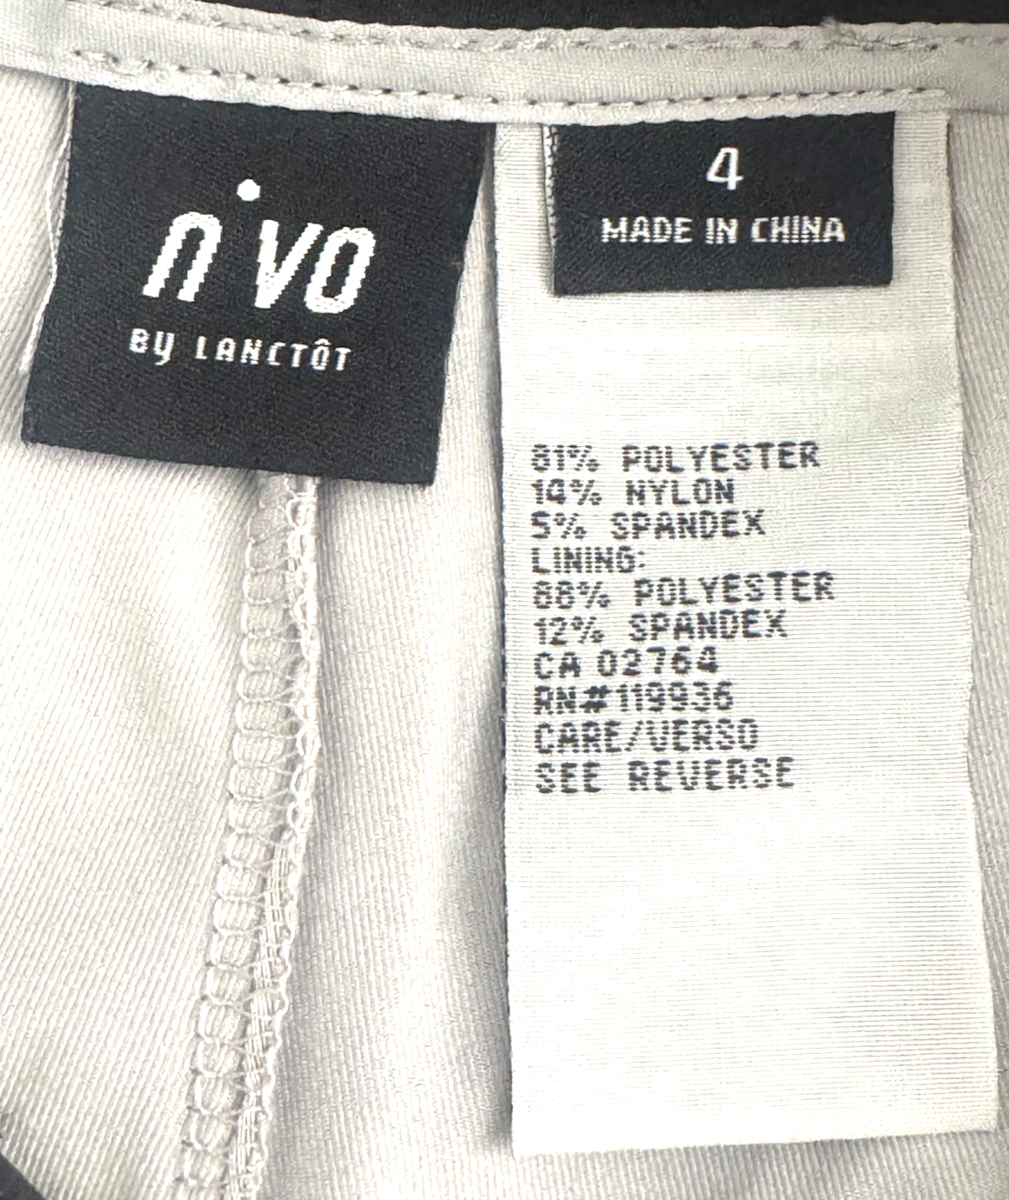 nivo
BY LANCTÔT
4
MADE IN CHINA
81% POLYESTER
14% NYLON
5% SPANDEX
LINING:
88% POLYESTER
12% SPANDEX
CA 02764
RN#119936
CARE/VERSO
SEE REVERSE